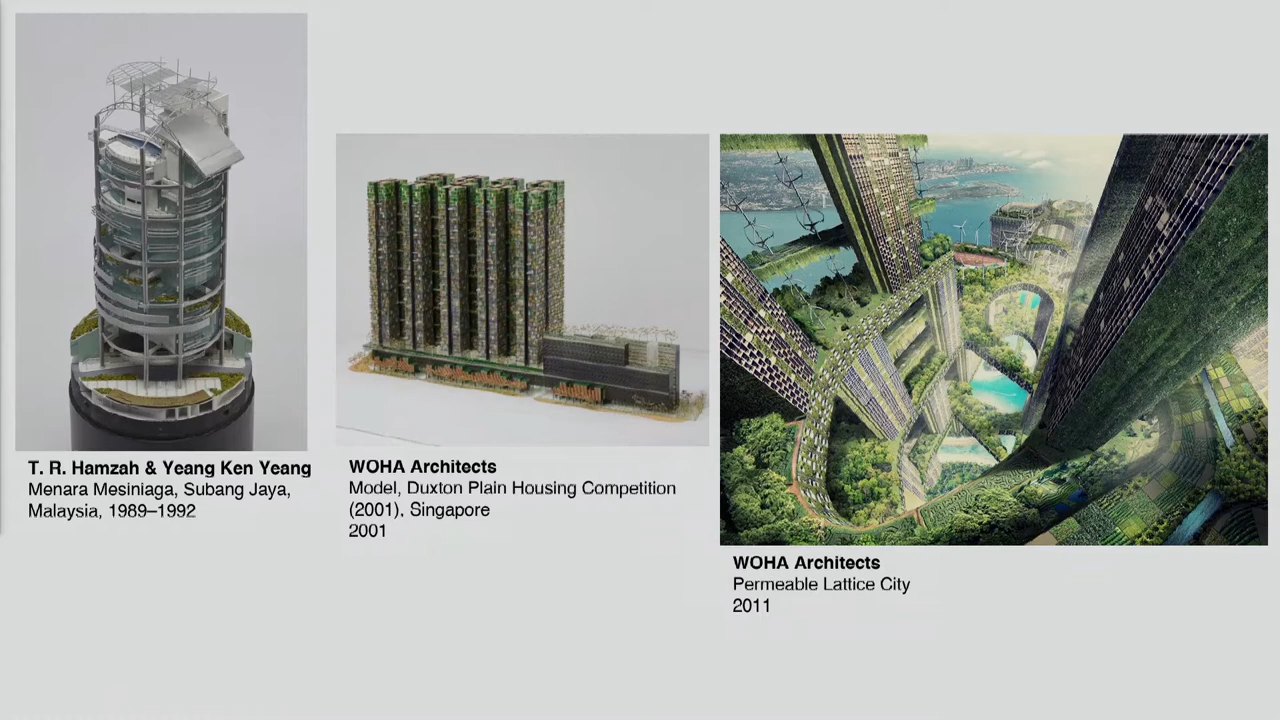 T. R. Hamzah & Yeang Ken Yeang
Menara Mesiniaga, Subang Jaya,
Malaysia, 1989–1992
WOHA Architects
Model, Duxton Plain Housing Competition
(2001), Singapore
2001
WOHA Architects
Permeable Lattice City
2011